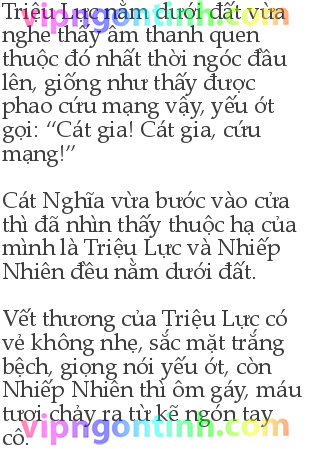 Triệu Lực nằm dưới đất vừa
nghe thấy âm thanh quen
thuộc đó nhất thời ngóc đầu
lên, giống như thấy được
phao cứu mạng vậy, yếu ớt
gọi: “Cát gia! Cát gia, cứu
mạng!”
Cát Nghĩa vừa bước vào cửa
thì đã nhìn thấy thuộc hạ của
mình là Triệu Lực và Nhiếp
Nhiên đều nằm dưới đất.
Vết thương của Triệu Lực có
vẻ không nhẹ, sắc mặt trắng
bệch, giọng nói yếu ớt, còn
Nhiếp Nhiên thì ôm gáy, máu
tươi chảy ra từ kẽ ngón tay
cô.
vipngontinh.com
vipngontinh.com
vipngontinh.com